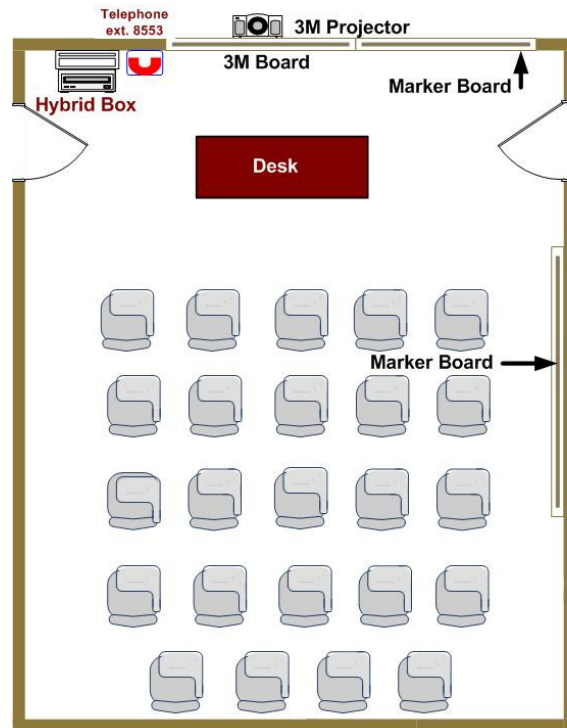 Telephone
ext. 8553
3M Projector
3M Board
Marker Board
Hybrid Box
Desk
Marker Board